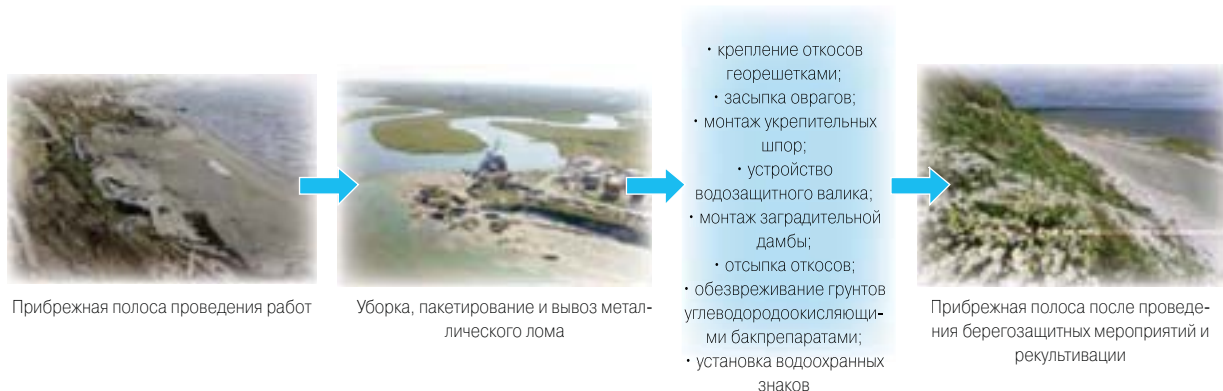 Прибрежная полоса проведения работ
Уборка, пакетирование и вывоз метал-
лического лома
• крепление откосов
георешетками;
• засыпка оврагов;
• монтаж укрепительных
шпор;
• устройство
водозащитного валика;
• монтаж заградительной
дамбы;
• отсыпка откосов;
• обезвреживание грунтов
углеводородоокисляющи-
ми бакпрепаратами;
• установка водоохранных
знаков
Прибрежная полоса после проведе-
ния берегозащитных мероприятий и
рекультивации